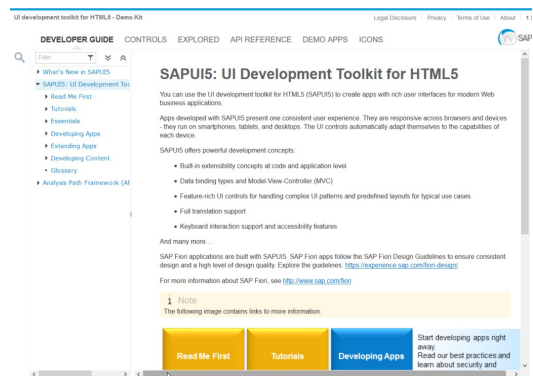 UI development toolkit for HTML5 - Demo Kit
Legal Disclosure Privacy Terms of Use About
DEVELOPER GUIDE CONTROLS EXPLORED API REFERENCE DEMO APPS ICONS
SAP
Filter
What's New in SAPUI5
SAPUI5: UI Development Too
Read Me First
Tutorials
Essentials
Developing Apps
Extending Apps
Developing Content
Glossary
Analysis Path Framework (AP
SAPUI5: UI Development Toolkit for HTML5
You can use the UI development toolkit for HTML5 (SAPUI5) to create apps with rich user interfaces for modern Web
business applications.
Apps developed with SAPUI5 present one consistent user experience. They are responsive across browsers and devices
- they run on smartphones, tablets, and desktops. The UI controls automatically adapt themselves to the capabilities of
each device.
SAPUI5 offers powerful development concepts:
• Built-in extensibility concepts at code and application level
• Data binding types and Model-View-Controller (MVC)
• Feature-rich UI controls for handling complex UI patterns and predefined layouts for typical use cases.
• Full translation support
• Keyboard interaction support and accessibility features
And many more…
SAP Fiori applications are built with SAPUI5. SAP Fiori apps follow the SAP Fiori Design Guidelines to ensure consistent
design and a high level of design quality. Explore the guidelines: https://experience.sap.com/fiori-design/
For more information about SAP Fiori, see http://www.sap.com/fiori
i Note
The following image contains links to more information.
Read Me First
Tutorials
Developing Apps
Start developing apps right
away.
Read our best practices and
learn about security and